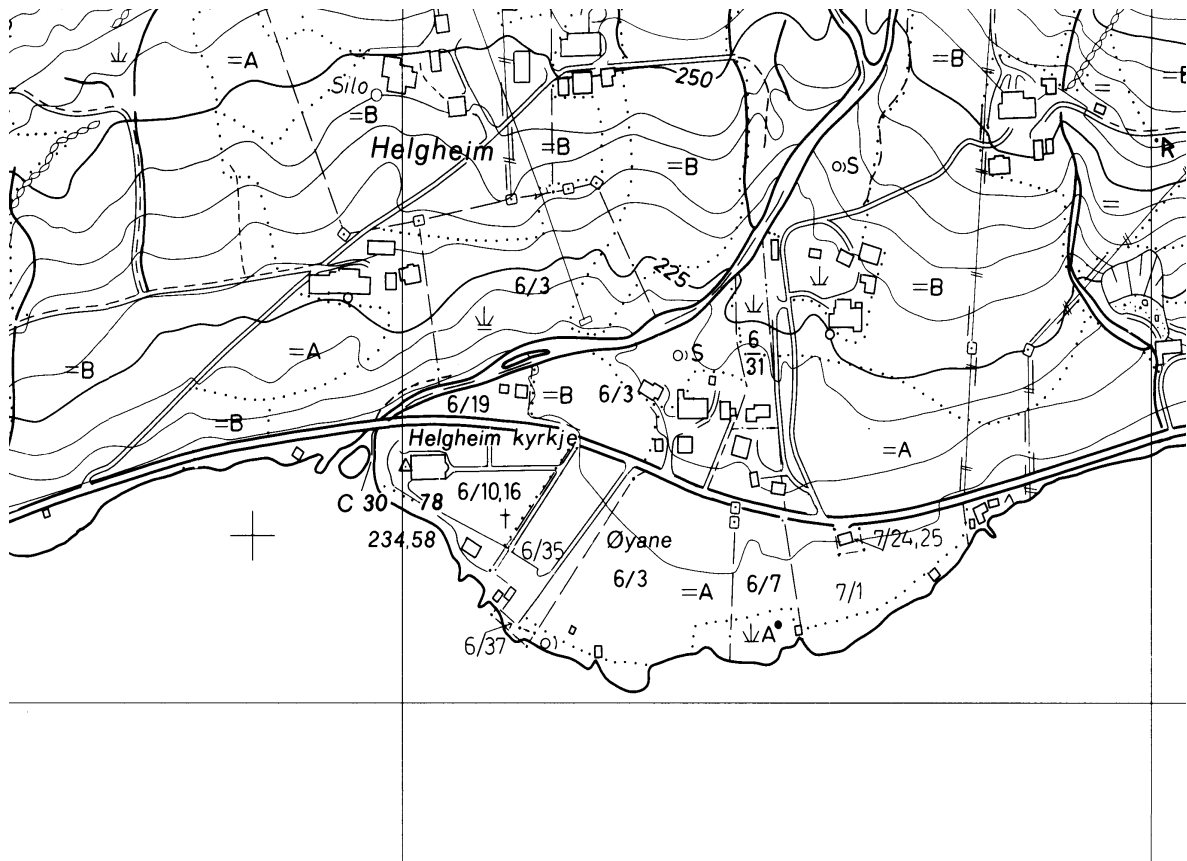 =A
250
=B
=B
Silo
=B
Helgheim
=B
=B
S
R
=
=
225
6/3
=B
=A
S
6
31
=B
6/19
=B
6/3
=B
Helgheim kyrkje
=A
C 30 78
6/10,16
†
234,58
6/35
Øyane
7/24,25
6/3
=A
6/7
7/1
A
6/37